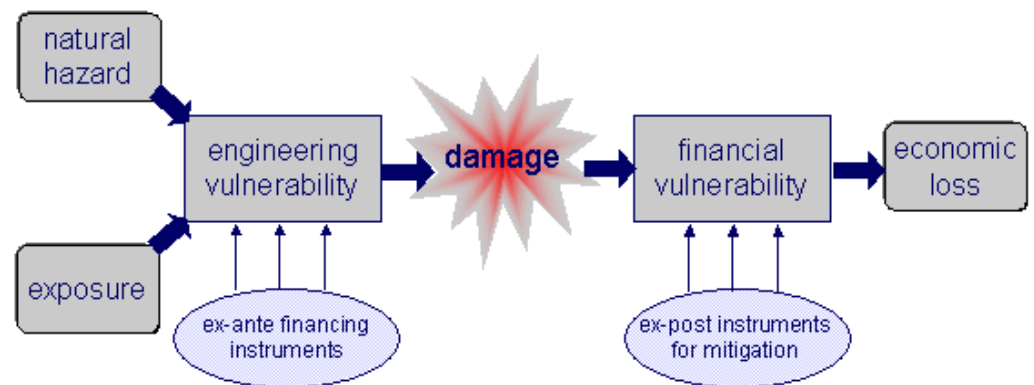 natural
hazard
exposure
engineering
vulnerability
ex-ante financing
instruments
damage
financial
vulnerability
ex-post instruments
for mitigation
economic
loss